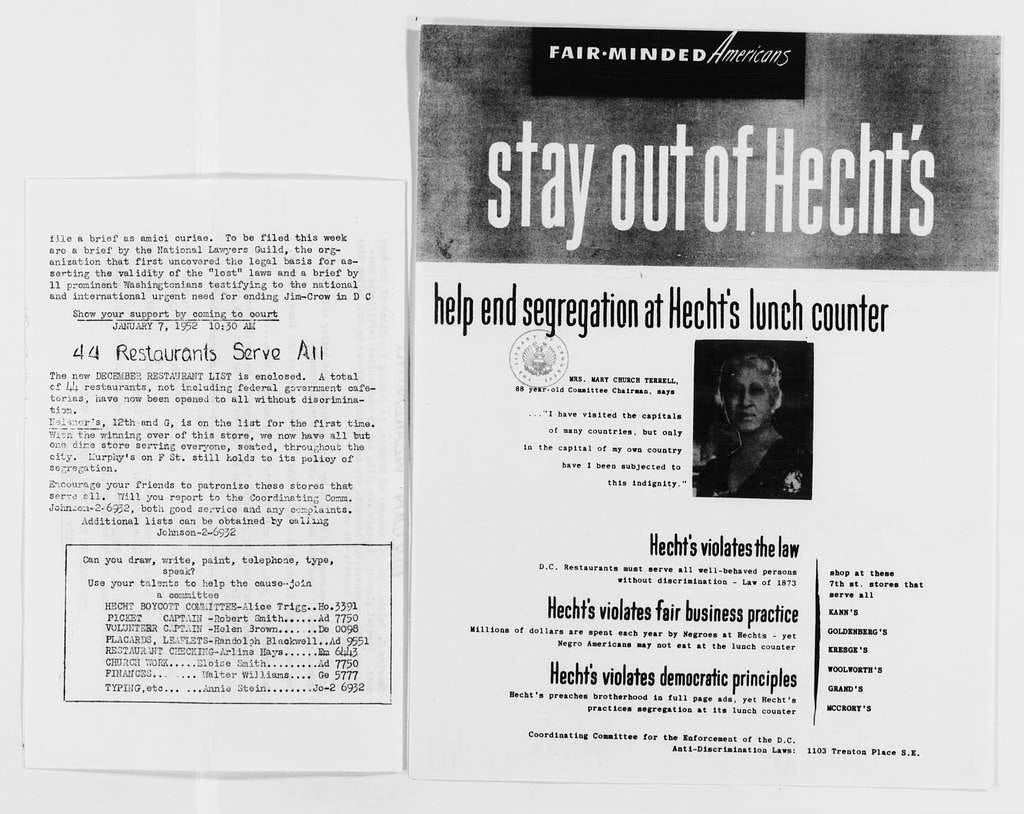 file a brief as amici curiae. To be filed this week
are a brief by the National Lawyers Guild, the org-
anization that first uncovered the legal basis for as-
serting the validity of the "lost" laws and a brief by
11 prominent Washingtonians testifying to the national
and international urgent need for ending Jim-Crow in D C
Show your support by coming to court
JANUARY 7, 1952 10:30 AM
44 Restaurants Serve All
The new DECEMBER RESTAURANT LIST is enclosed. A total
of 44 restaurants, not including federal government cafe-
terias, have now been opened to all without discrimina-
tion.
Neisner's, 12th and G, is on the list for the first time.
With the winning over of this store, we now have all but
one dime store serving everyone, seated, throughout the
city. Murphy's on F St. still holds to its policy of
segregation.
Encourage your friends to patronize these stores that
serve all. Will you report to the Coordinating Comm.
Johnson-2-6932, both good service and any complaints.
Additional lists can be obtained by calling
Johnson-2-6932
Can you draw, write, paint, telephone, type,
speak?
Use your talents to help the cause--join
a committee
HECHT BOYCOTT COMMITTEE-Alice Trigg..Ho.3391
PICKET CAPTAIN -Robert Smith......Ad 7750
VOLUNTEER CAPTAIN -Helen Brown.......De 0098
PLACARDS, LEAFLETS-Randolph Blackwell..Ad 9551
RESTAURANT CHECKING-Arline Hays......Em 6443
CHURCH WORK.....Eloise Smith.........Ad 7750
FINANCES... ......Walter Williams.... Ge 5777
TYPING,etc... ....Annie Stein........Jo-2 6932
FAIR·MINDED Americans
stay out of Hecht's
help end segregation at Hecht's lunch counter
MRS. MARY CHURCH TERRELL,
88 year-old Committee Chairman, says
..."I have visited the capitals
of many countries, but only
in the capital of my own country
have I been subjected to
this indignity."
Hecht's violates the law
D.C. Restaurants must serve all well-behaved persons
without discrimination - Law of 1873
Hecht's violates fair business practice
Millions of dollars are spent each year by Negroes at Hechts - yet
Negro Americans may not eat at the lunch counter
Hecht's violates democratic principles
Hecht's preaches brotherhood in full page ads, yet Hecht's
practices segregation at its lunch counter
shop at these
7th st. stores that
serve all
KANN'S
GOLDENBERG'S
KRESGE'S
WOOLWORTH'S
GRAND'S
MCCRORY'S
Coordinating Committee for the Enforcement of the D.C.
Anti-Discrimination Laws: 1103 Trenton Place S.E.